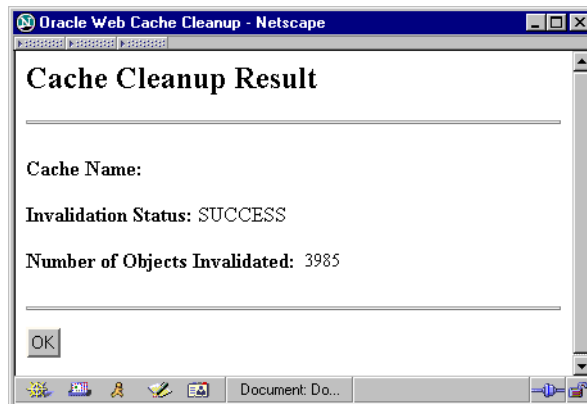 Oracle Web Cache Cleanup - Netscape
Cache Cleanup Result
Cache Name:
Invalidation Status: SUCCESS
Number of Objects Invalidated: 3985
OK
Document: Do...